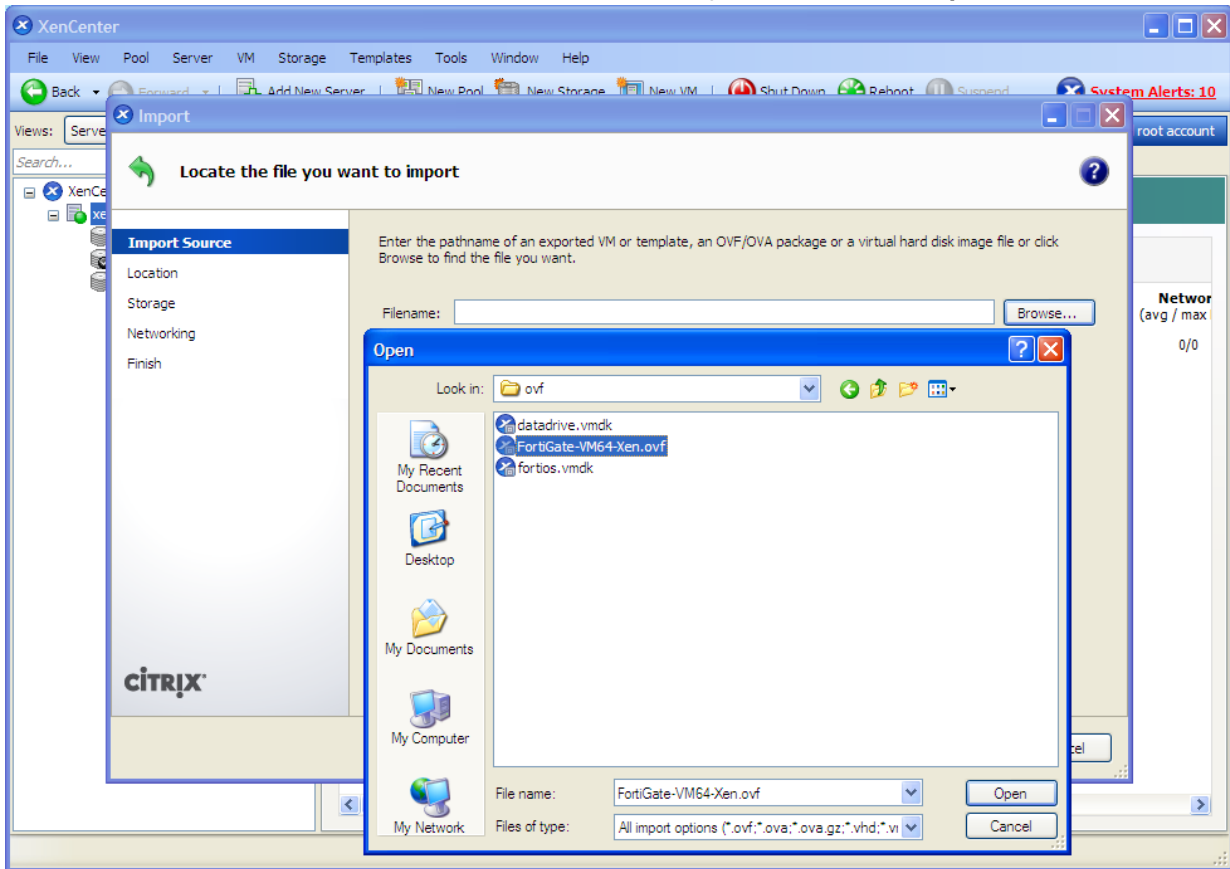 XenCenter
File View Pool Server VM Storage Templates Tools Window Help
Back Forward Add New Server New Pool New Storage New VM Shut Down Reboot Suspend System Alerts: 10
Import
Views: Serve root account
Search...
Locate the file you want to import
XenCe
xe
Import Source
Location
Storage
Networking
Finish
Enter the pathname of an exported VM or template, an OVF/OVA package or a virtual hard disk image file or click
Browse to find the file you want.
Filename: Browse...
Networ
(avg / max
0/0
Open
Look in: ovf
datadrive.vmdk
FortiGate-VM64-Xen.ovf
fortios.vmdk
My Recent
Documents
Desktop
My Documents
My Computer
My Network
CITRIX
cel
File name: FortiGate-VM64-Xen.ovf Open
Files of type: All import options (*.ovf;*.ova;*.ova.gz;*.vhd;*.v Cancel